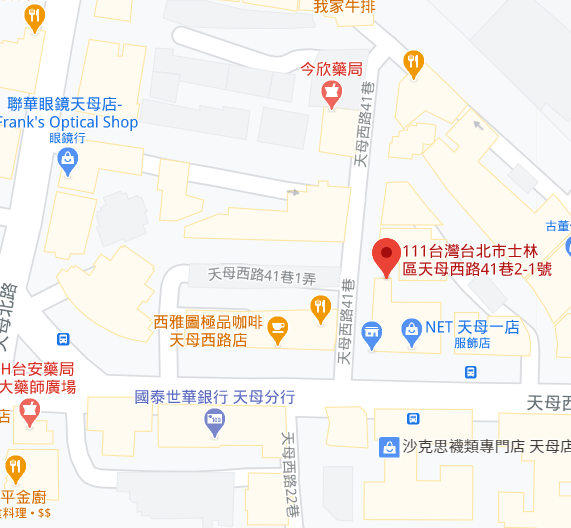 我家牛排
今欣藥局
聯華眼鏡天母店-
Frank's Optical Shop
眼鏡行
天母西路41巷
古董
111台灣台北市士林
區天母西路41巷2-1號
天母西路41巷1弄
天母北路
西雅圖極品咖啡
天母西路店
天母西路41巷
NET 天母一店
服飾店
H台安藥局
大藥師廣場
國泰世華銀行 天母分行
店
天母西
沙克思襪類專門店 天母店
天母西路22巷
平金廚
料理・$$